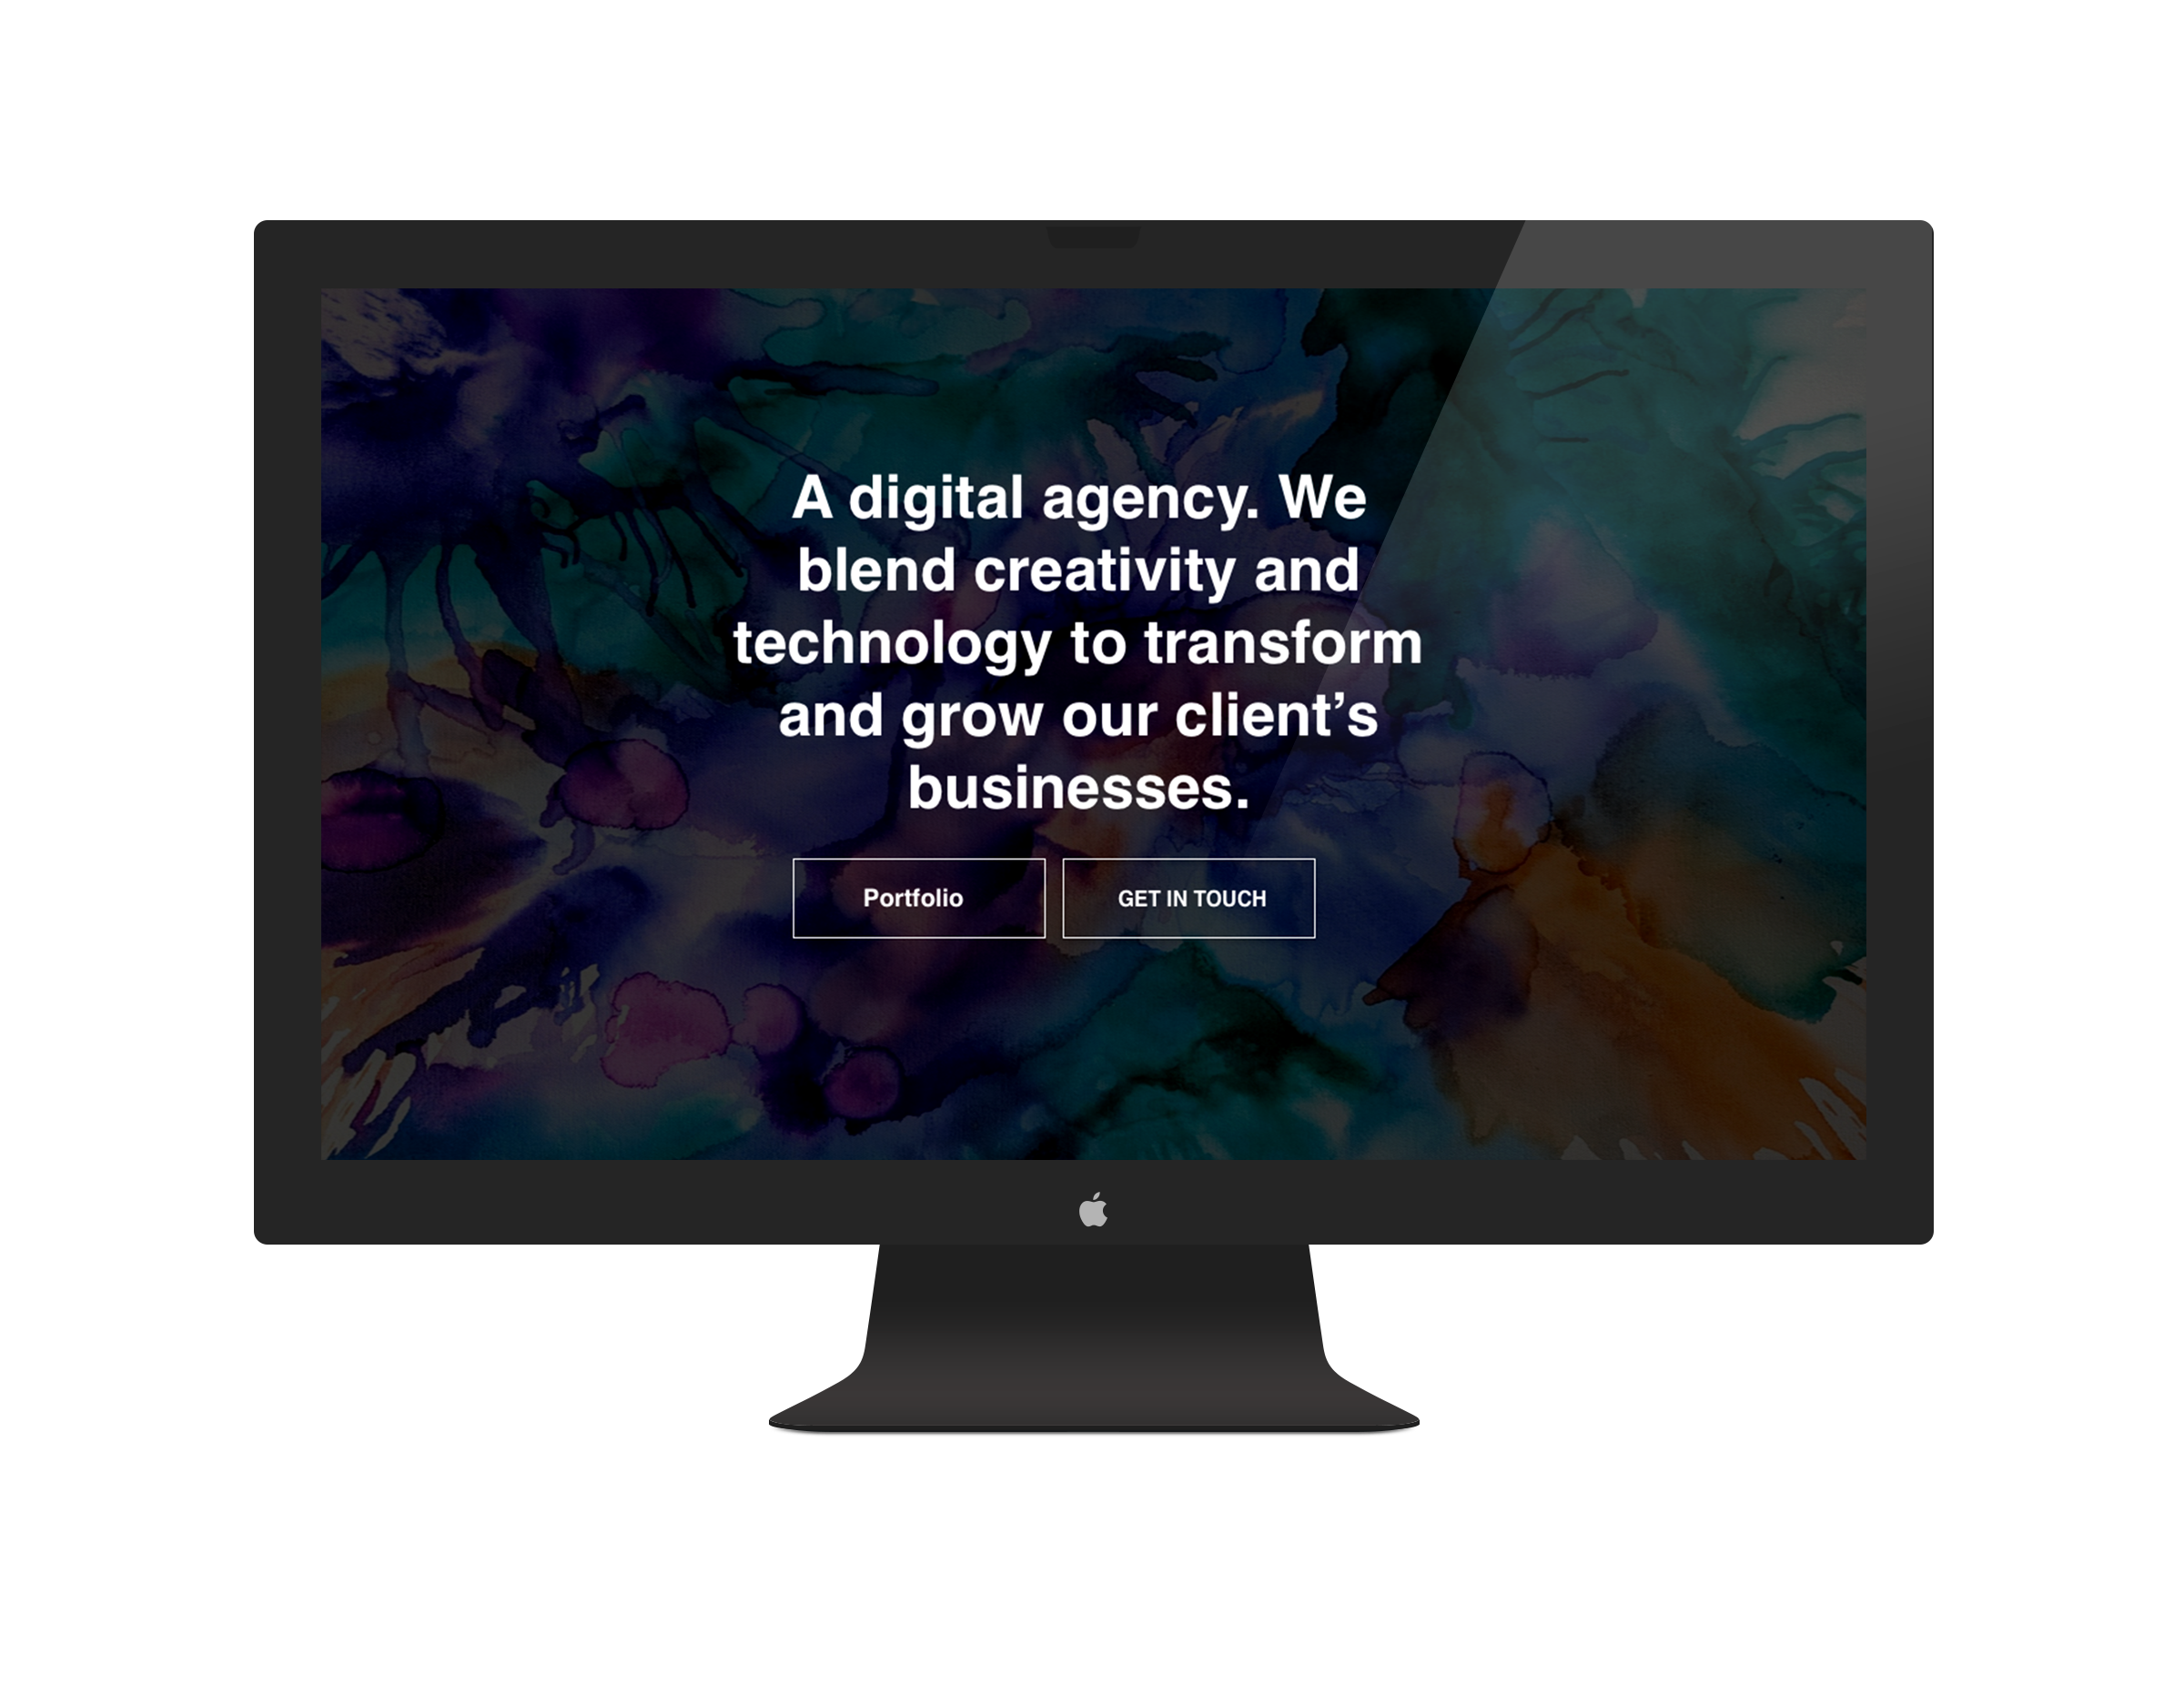 A digital agency. We
blend creativity and
technology to transform
and grow our client’s
businesses.
Portfolio
GET IN TOUCH